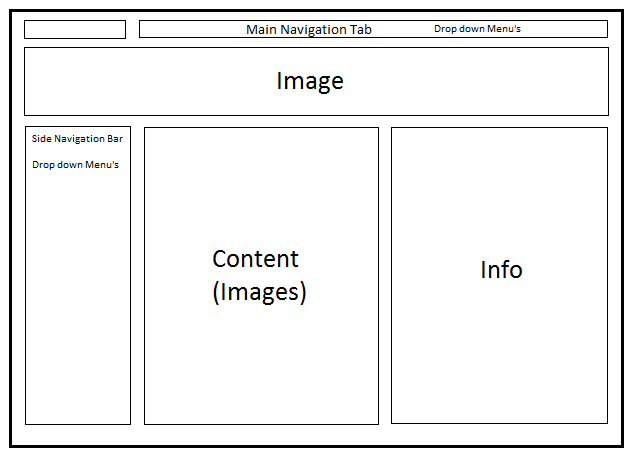 Main Navigation Tab
Drop down Menu's
Image
Side Navigation Bar
Drop down Menu's
Content
(Images)
Info